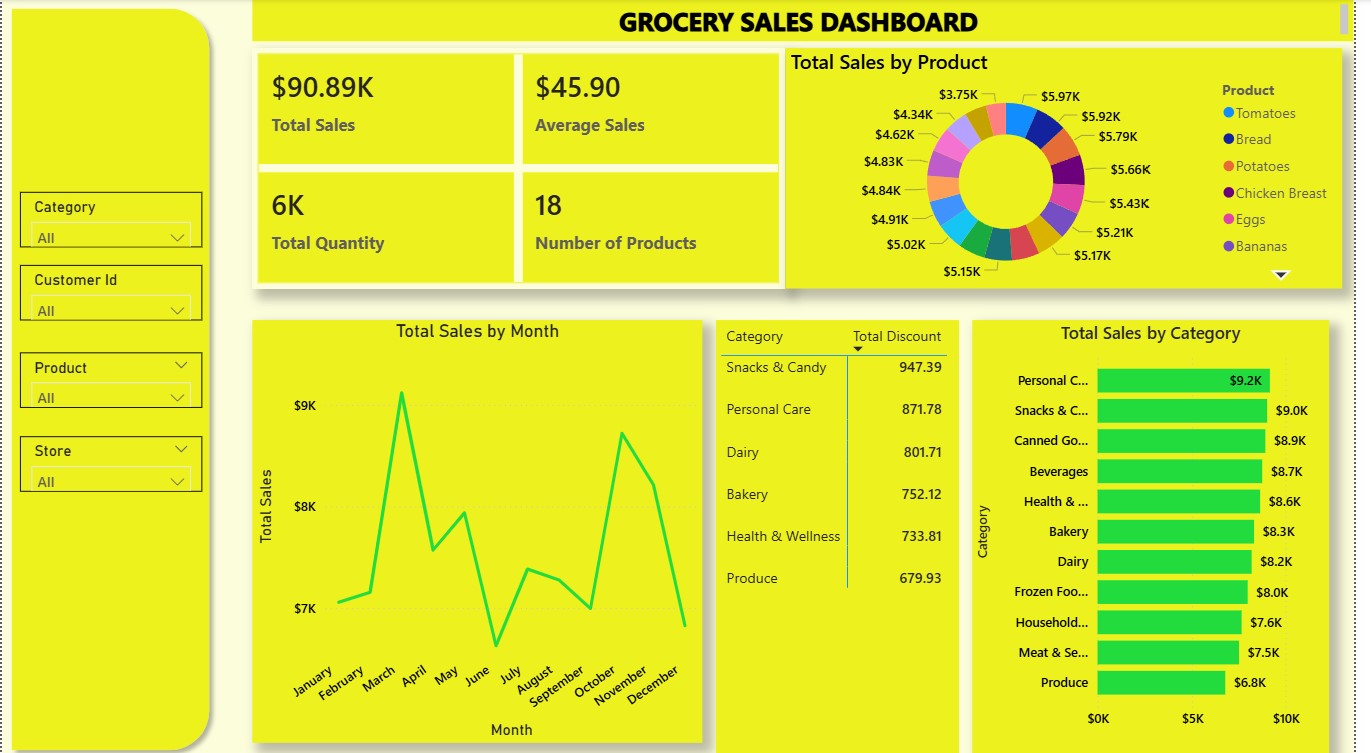 GROCERY SALES DASHBOARD
Category
All
Customer Id
All
Product
All
Store
All
$90.89K
Total Sales
$45.90
Average Sales
6K
Total Quantity
18
Number of Products
Total Sales by Product
$3.75K
$5.97K
$4.34K
$5.92K
$4.62K
$5.79K
$4.83K
$5.66K
$4.84K
$5.43K
$4.91K
$5.21K
$5.02K
$5.17K
$5.15K
Product
Tomatoes
Bread
Potatoes
Chicken Breast
Eggs
Bananas
Total Sales by Month
Total Sales
$9K
$8K
$7K
January
February
March
April
May
June
July
August
September
October
November
December
Month
Category Total Discount
Snacks & Candy 947.39
Personal Care 871.78
Dairy 801.71
Bakery 752.12
Health & Wellness 733.81
Produce 679.93
Total Sales by Category
Category
Personal C... $9.2K
Snacks & C... $9.0K
Canned Go... $8.9K
Beverages $8.7K
Health & ... $8.6K
Bakery $8.3K
Dairy $8.2K
Frozen Foo... $8.0K
Household... $7.6K
Meat & Se... $7.5K
Produce $6.8K
$0K $5K $10K